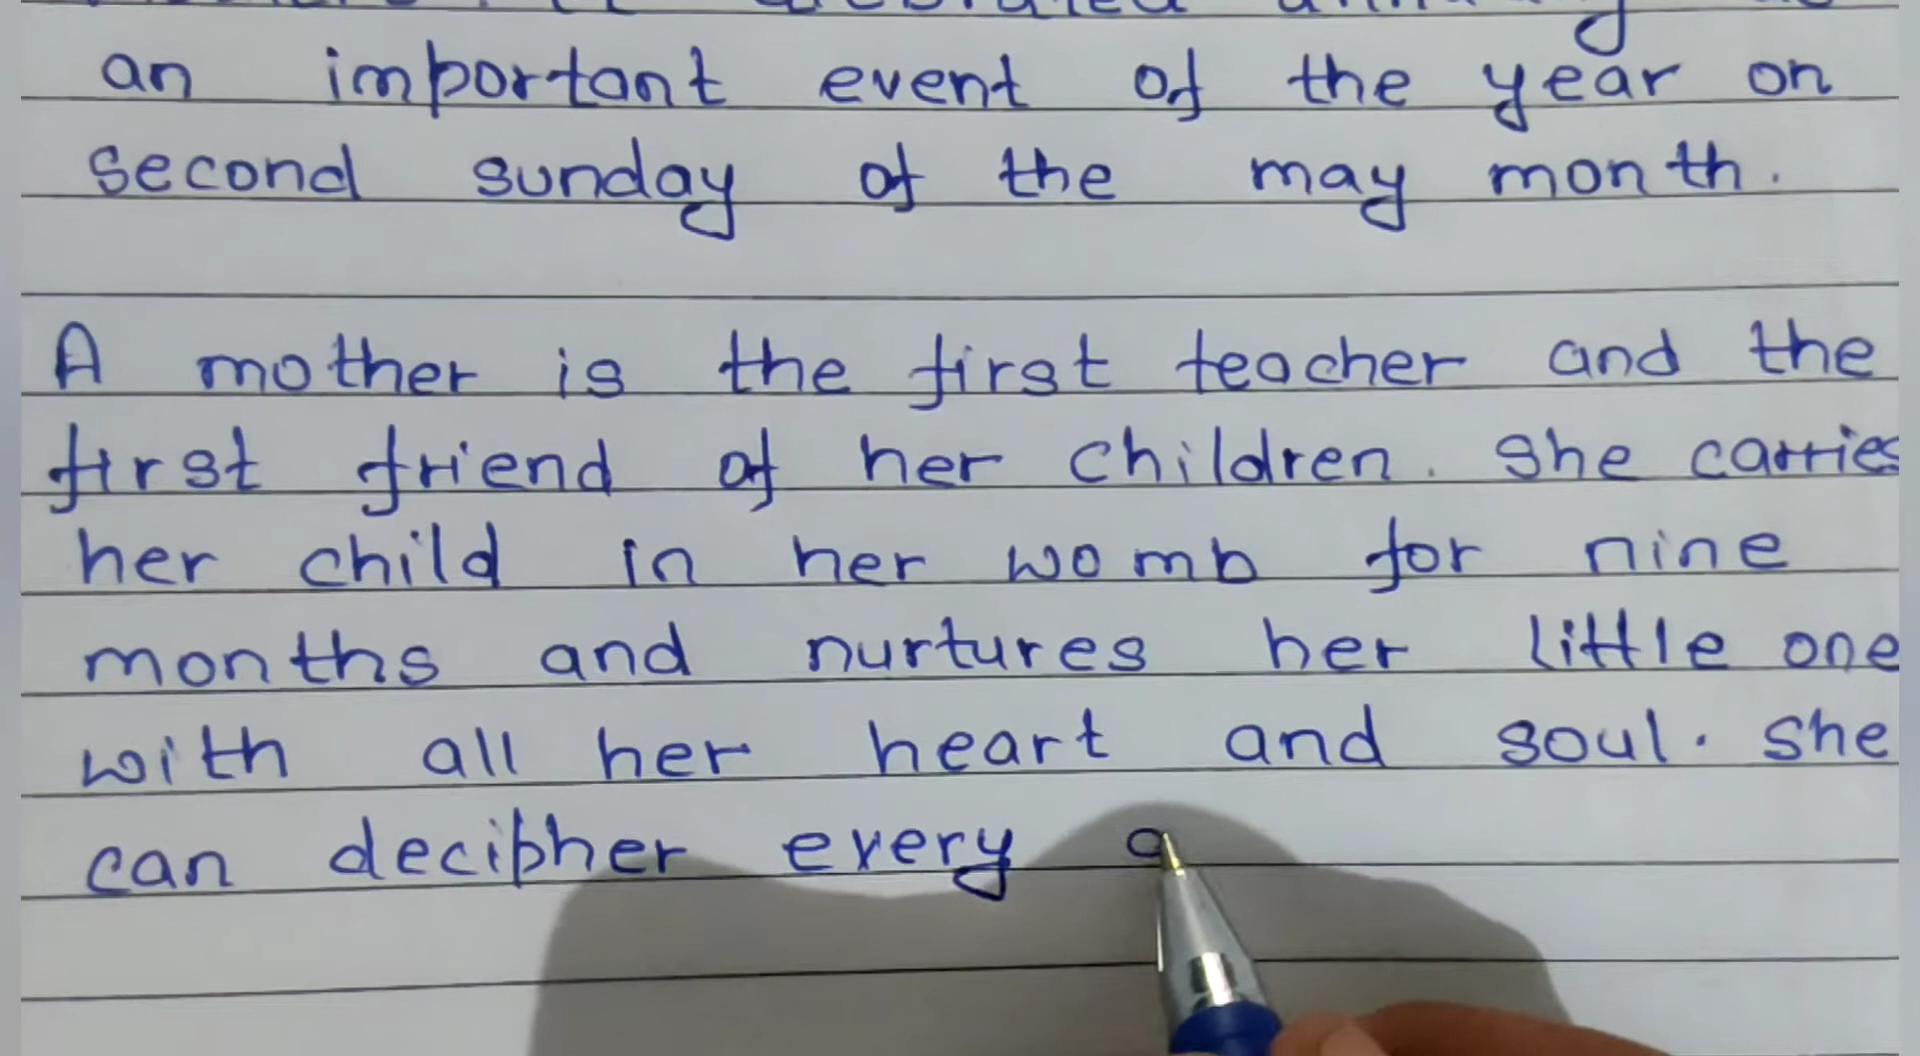 an important event of the year on
second sunday of the may month.
A mother is the first teacher and the
first friend of her children. She carries
her child in her womb for nine
months and nurtures her little one
with all her heart and soul. She
can decipher every